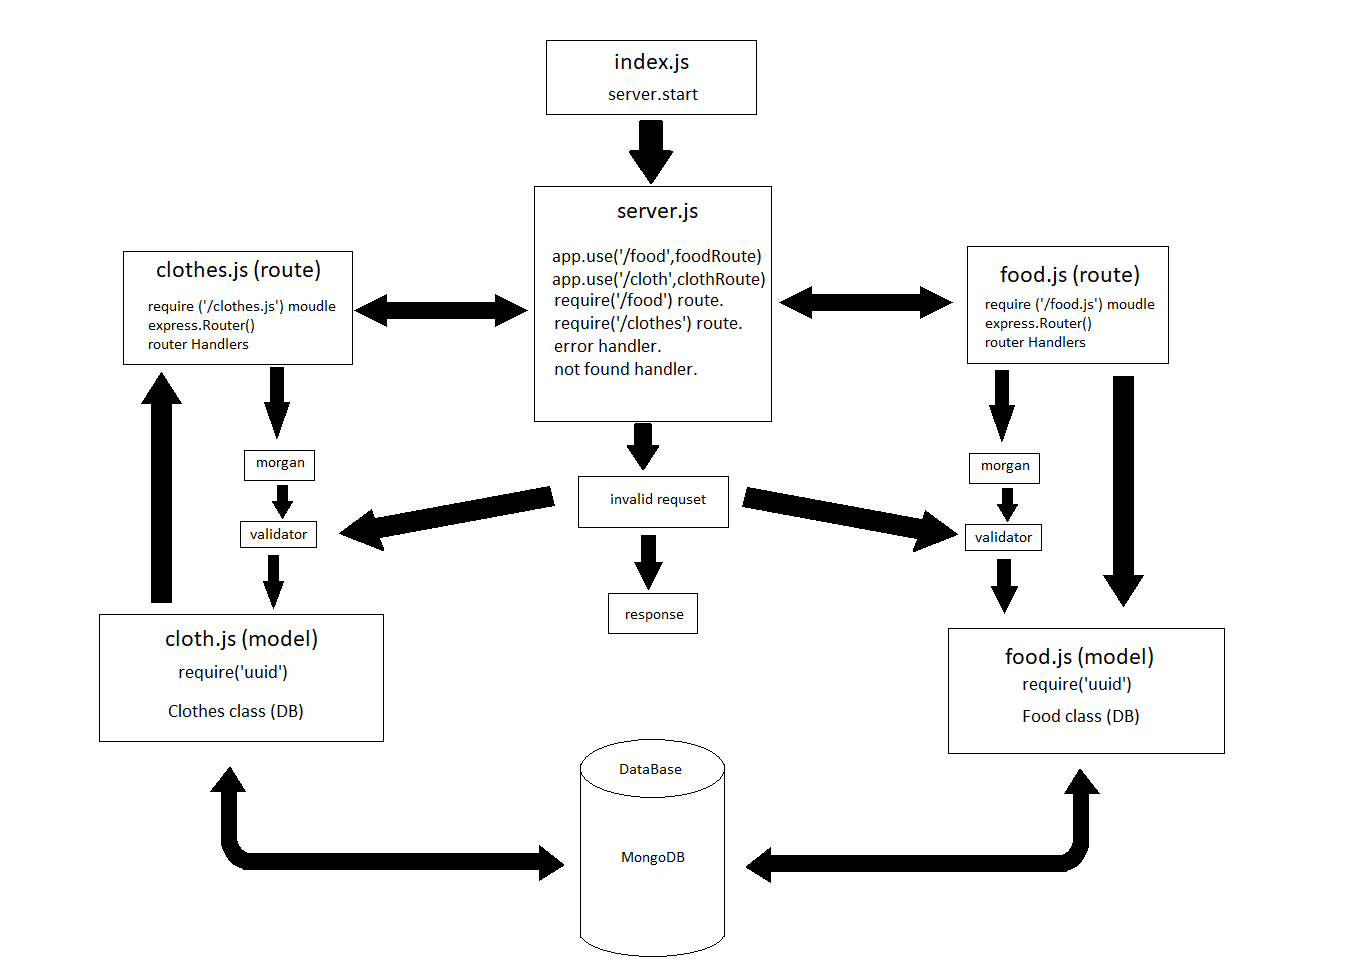 index.js
server.start
server.js
app.use('/food',foodRoute)
app.use('/cloth',clothRoute)
require('/food') route.
require('/clothes') route.
error handler.
not found handler.
clothes.js (route)
require ('/clothes.js') moudle
express.Router()
router Handlers
food.js (route)
require ('/food.js') moudle
express.Router()
router Handlers
morgan
validator
invalid requset
response
morgan
validator
cloth.js (model)
require('uuid')
Clothes class (DB)
food.js (model)
require('uuid')
Food class (DB)
DataBase
MongoDB